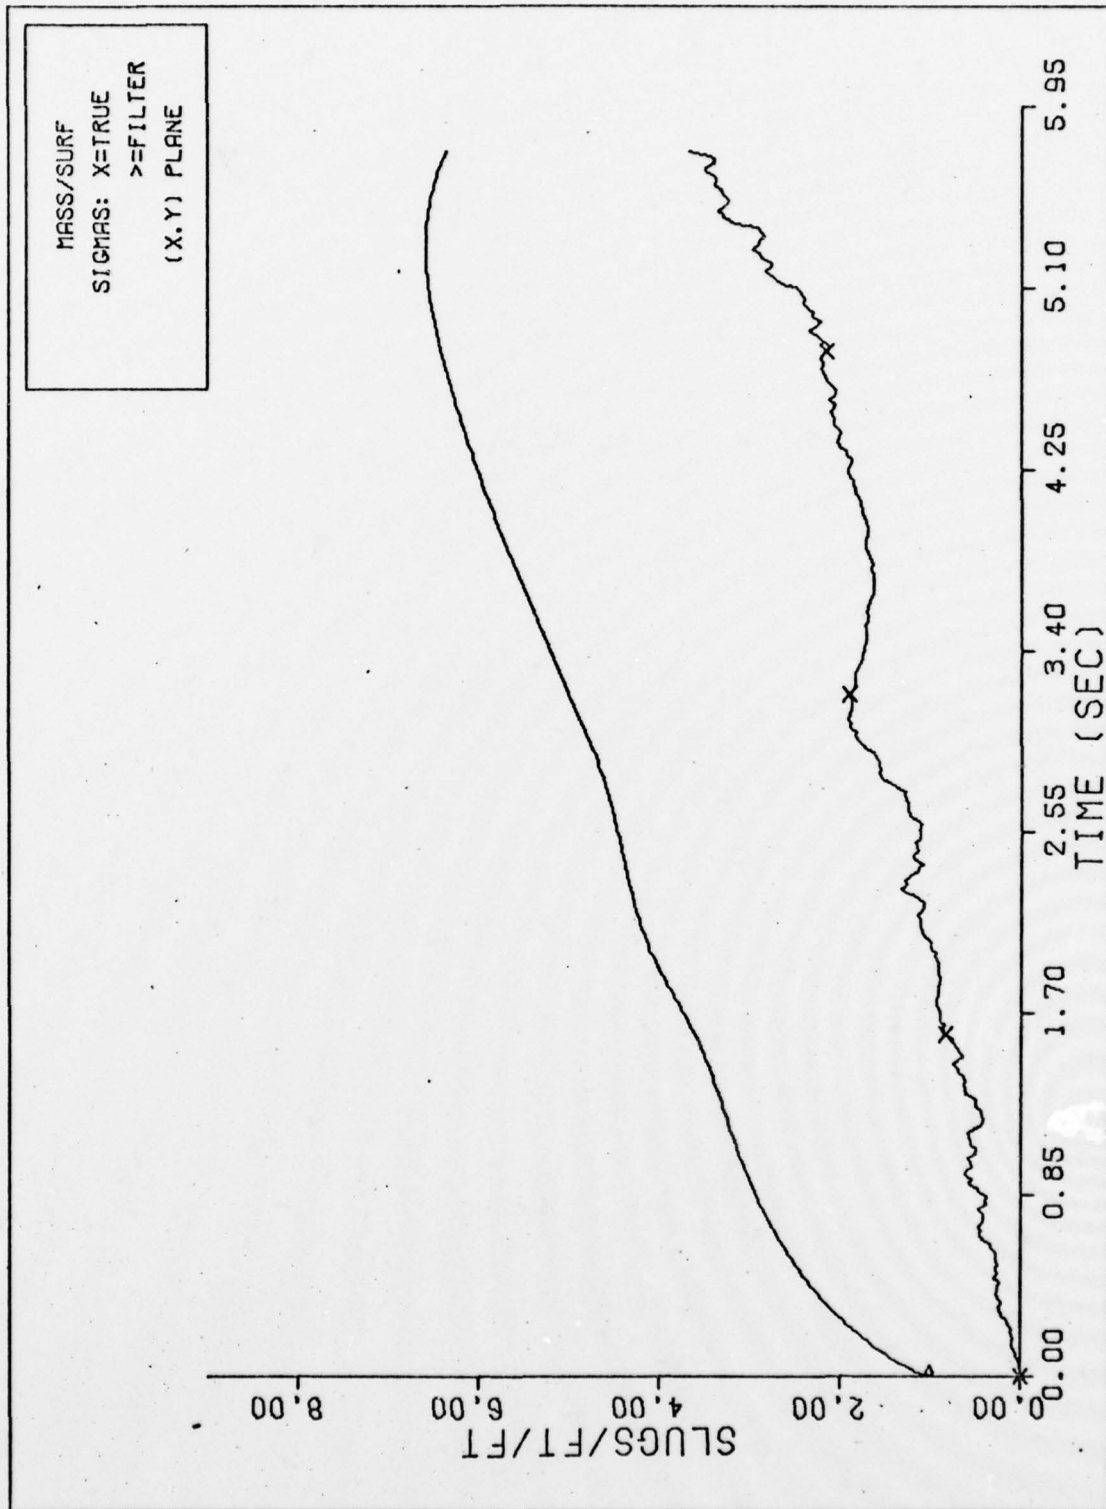 MASS/SURF
SIGMAS: X=TRUE
>=FILTER
(X,Y) PLANE
SLUGS/FT/FT
8.00
6.00
4.00
2.00
0.00
0.00
0.85
1.70
2.55
3.40
4.25
5.10
5.95
TIME (SEC)